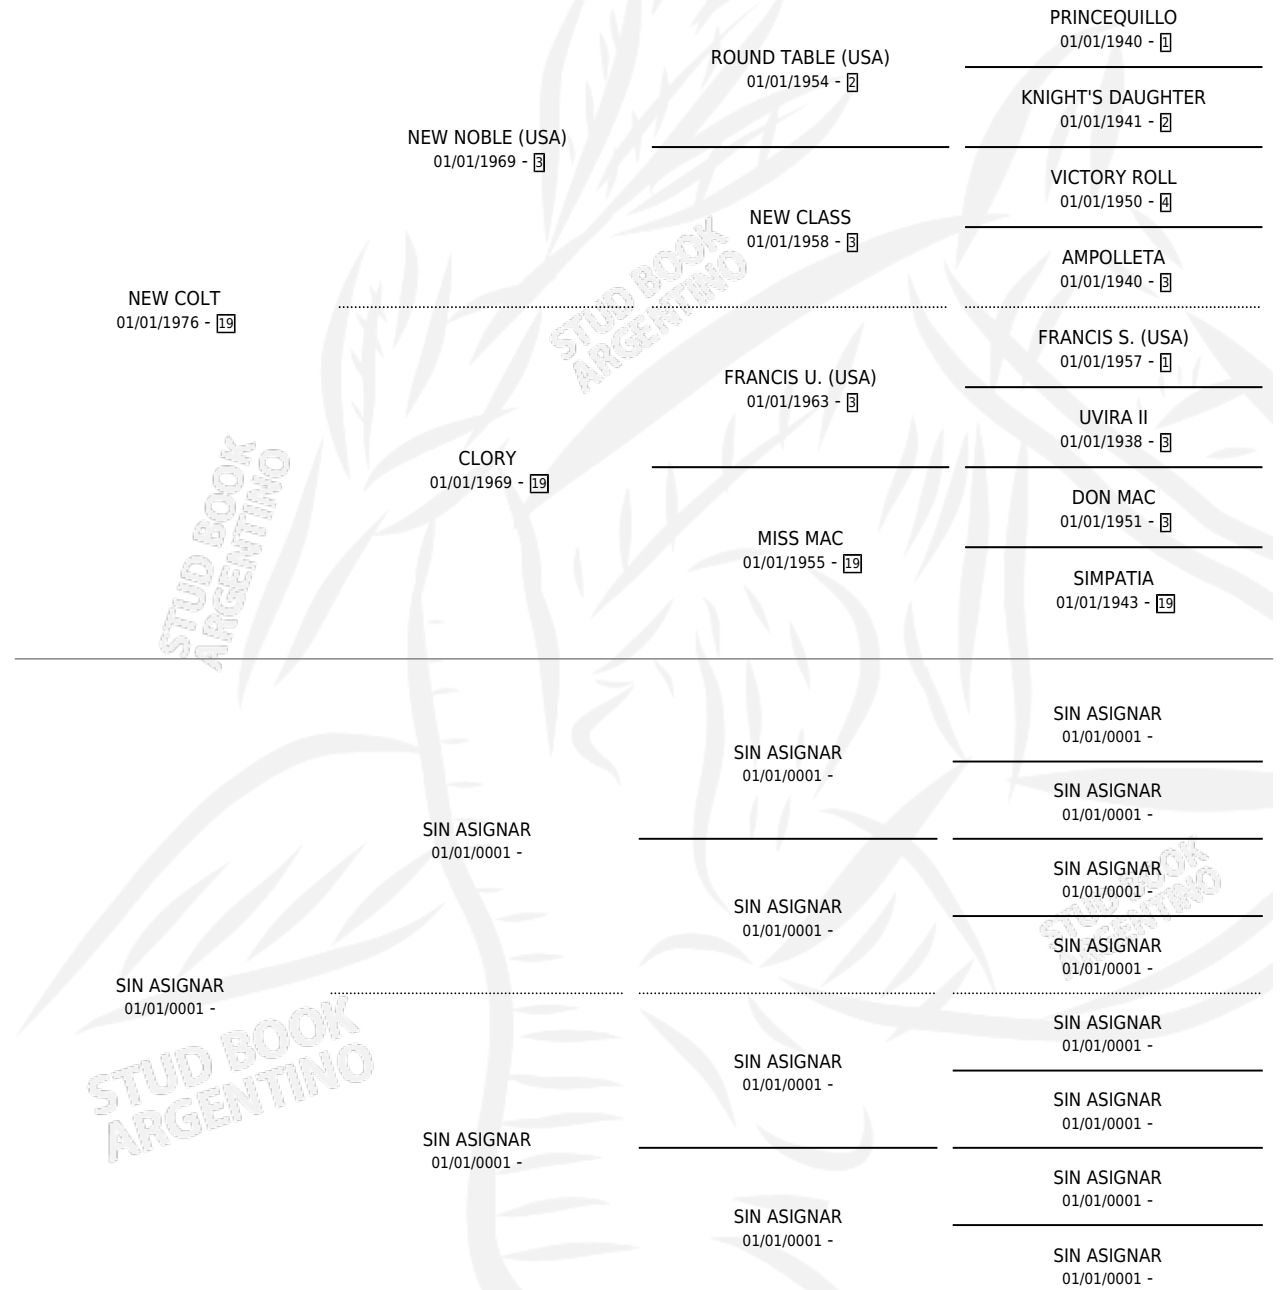 PRINCEQUILLO
01/01/1940 - 1
ROUND TABLE (USA)
01/01/1954 - 2
KNIGHT'S DAUGHTER
01/01/1941 - 2
NEW NOBLE (USA)
01/01/1969 - 3
VICTORY ROLL
01/01/1950 - 4
NEW CLASS
01/01/1958 - 3
AMPOLLETA
01/01/1940 - 3
NEW COLT
01/01/1976 - 19
FRANCIS S. (USA)
01/01/1957 - 1
FRANCIS U. (USA)
01/01/1963 - 3
UVIRA II
01/01/1938 - 3
CLORY
01/01/1969 - 19
DON MAC
01/01/1951 - 3
MISS MAC
01/01/1955 - 19
SIMPATIA
01/01/1943 - 19
STUD BOOK
ARGENTINO
STUD BOOK
ARGENTINO
SIN ASIGNAR
01/01/0001 -
SIN ASIGNAR
01/01/0001 -
SIN ASIGNAR
01/01/0001 -
SIN ASIGNAR
01/01/0001 -
SIN ASIGNAR
01/01/0001 -
SIN ASIGNAR
01/01/0001 -
SIN ASIGNAR
01/01/0001 -
SIN ASIGNAR
01/01/0001 -
SIN ASIGNAR
01/01/0001 -
SIN ASIGNAR
01/01/0001 -
SIN ASIGNAR
01/01/0001 -
SIN ASIGNAR
01/01/0001 -
SIN ASIGNAR
01/01/0001 -
SIN ASIGNAR
01/01/0001 -
SIN ASIGNAR
01/01/0001 -
STUD BOOK
ARGENTINO
STUD BOOK
ARGENTINO